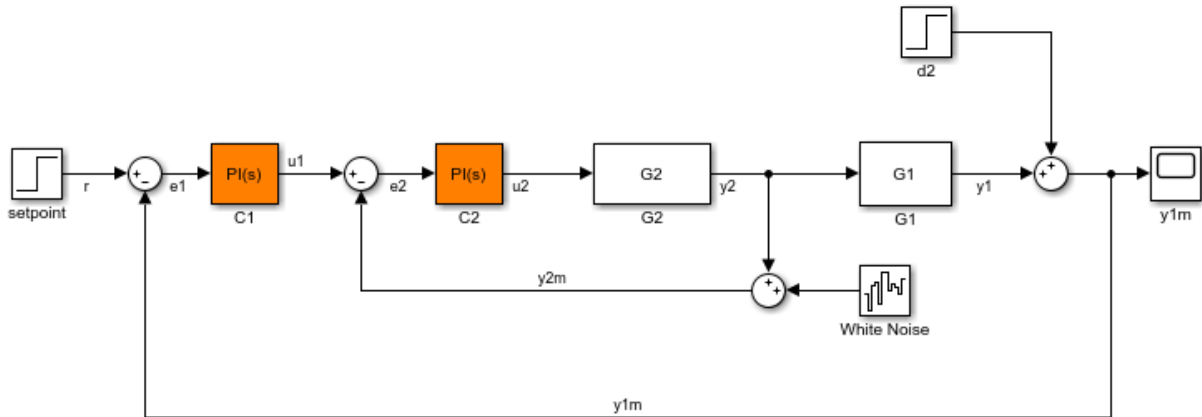 d2
r
setpoint
e1
PI(s)
C1
u1
e2
PI(s)
C2
u2
G2
G2
y2
G1
G1
y1
y1m
y2m
White Noise
y1m